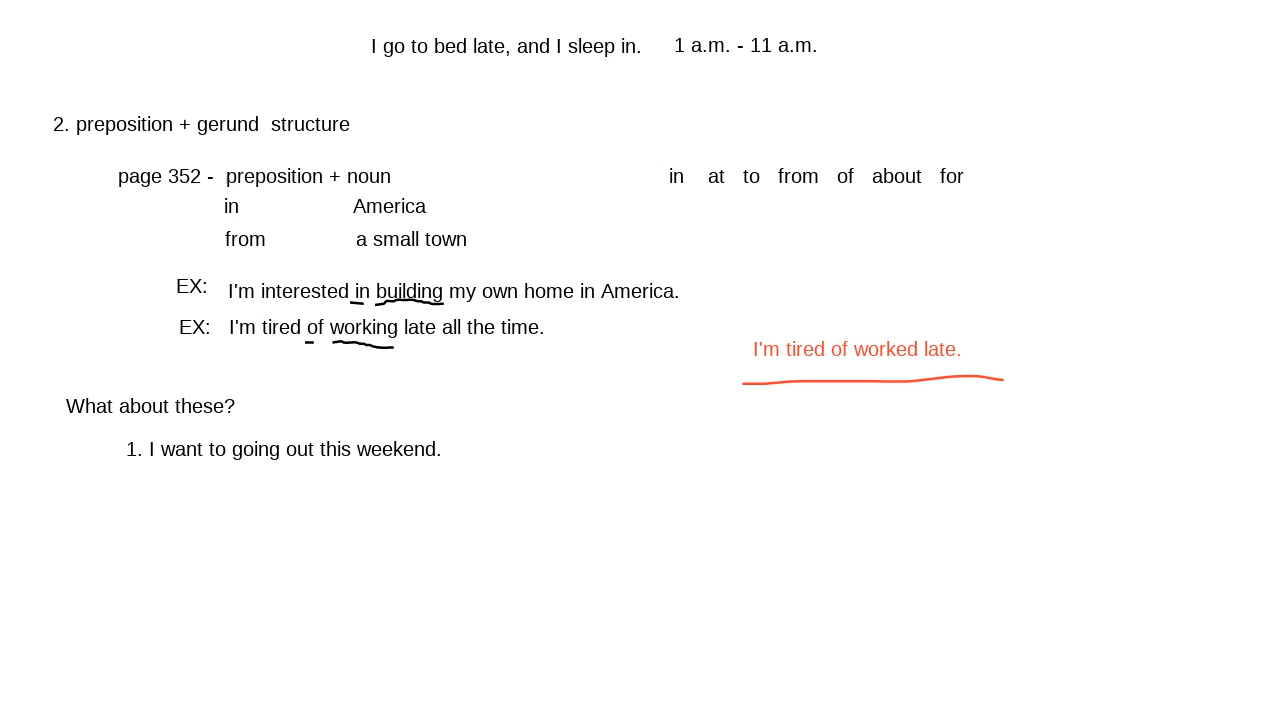 I go to bed late, and I sleep in. 1 a.m. - 11 a.m.
2. preposition + gerund structure
page 352 - preposition + noun in at to from of about for
in America
from a small town
EX: I'm interested in building my own home in America.
EX: I'm tired of working late all the time.
I'm tired of worked late.
What about these?
1. I want to going out this weekend.